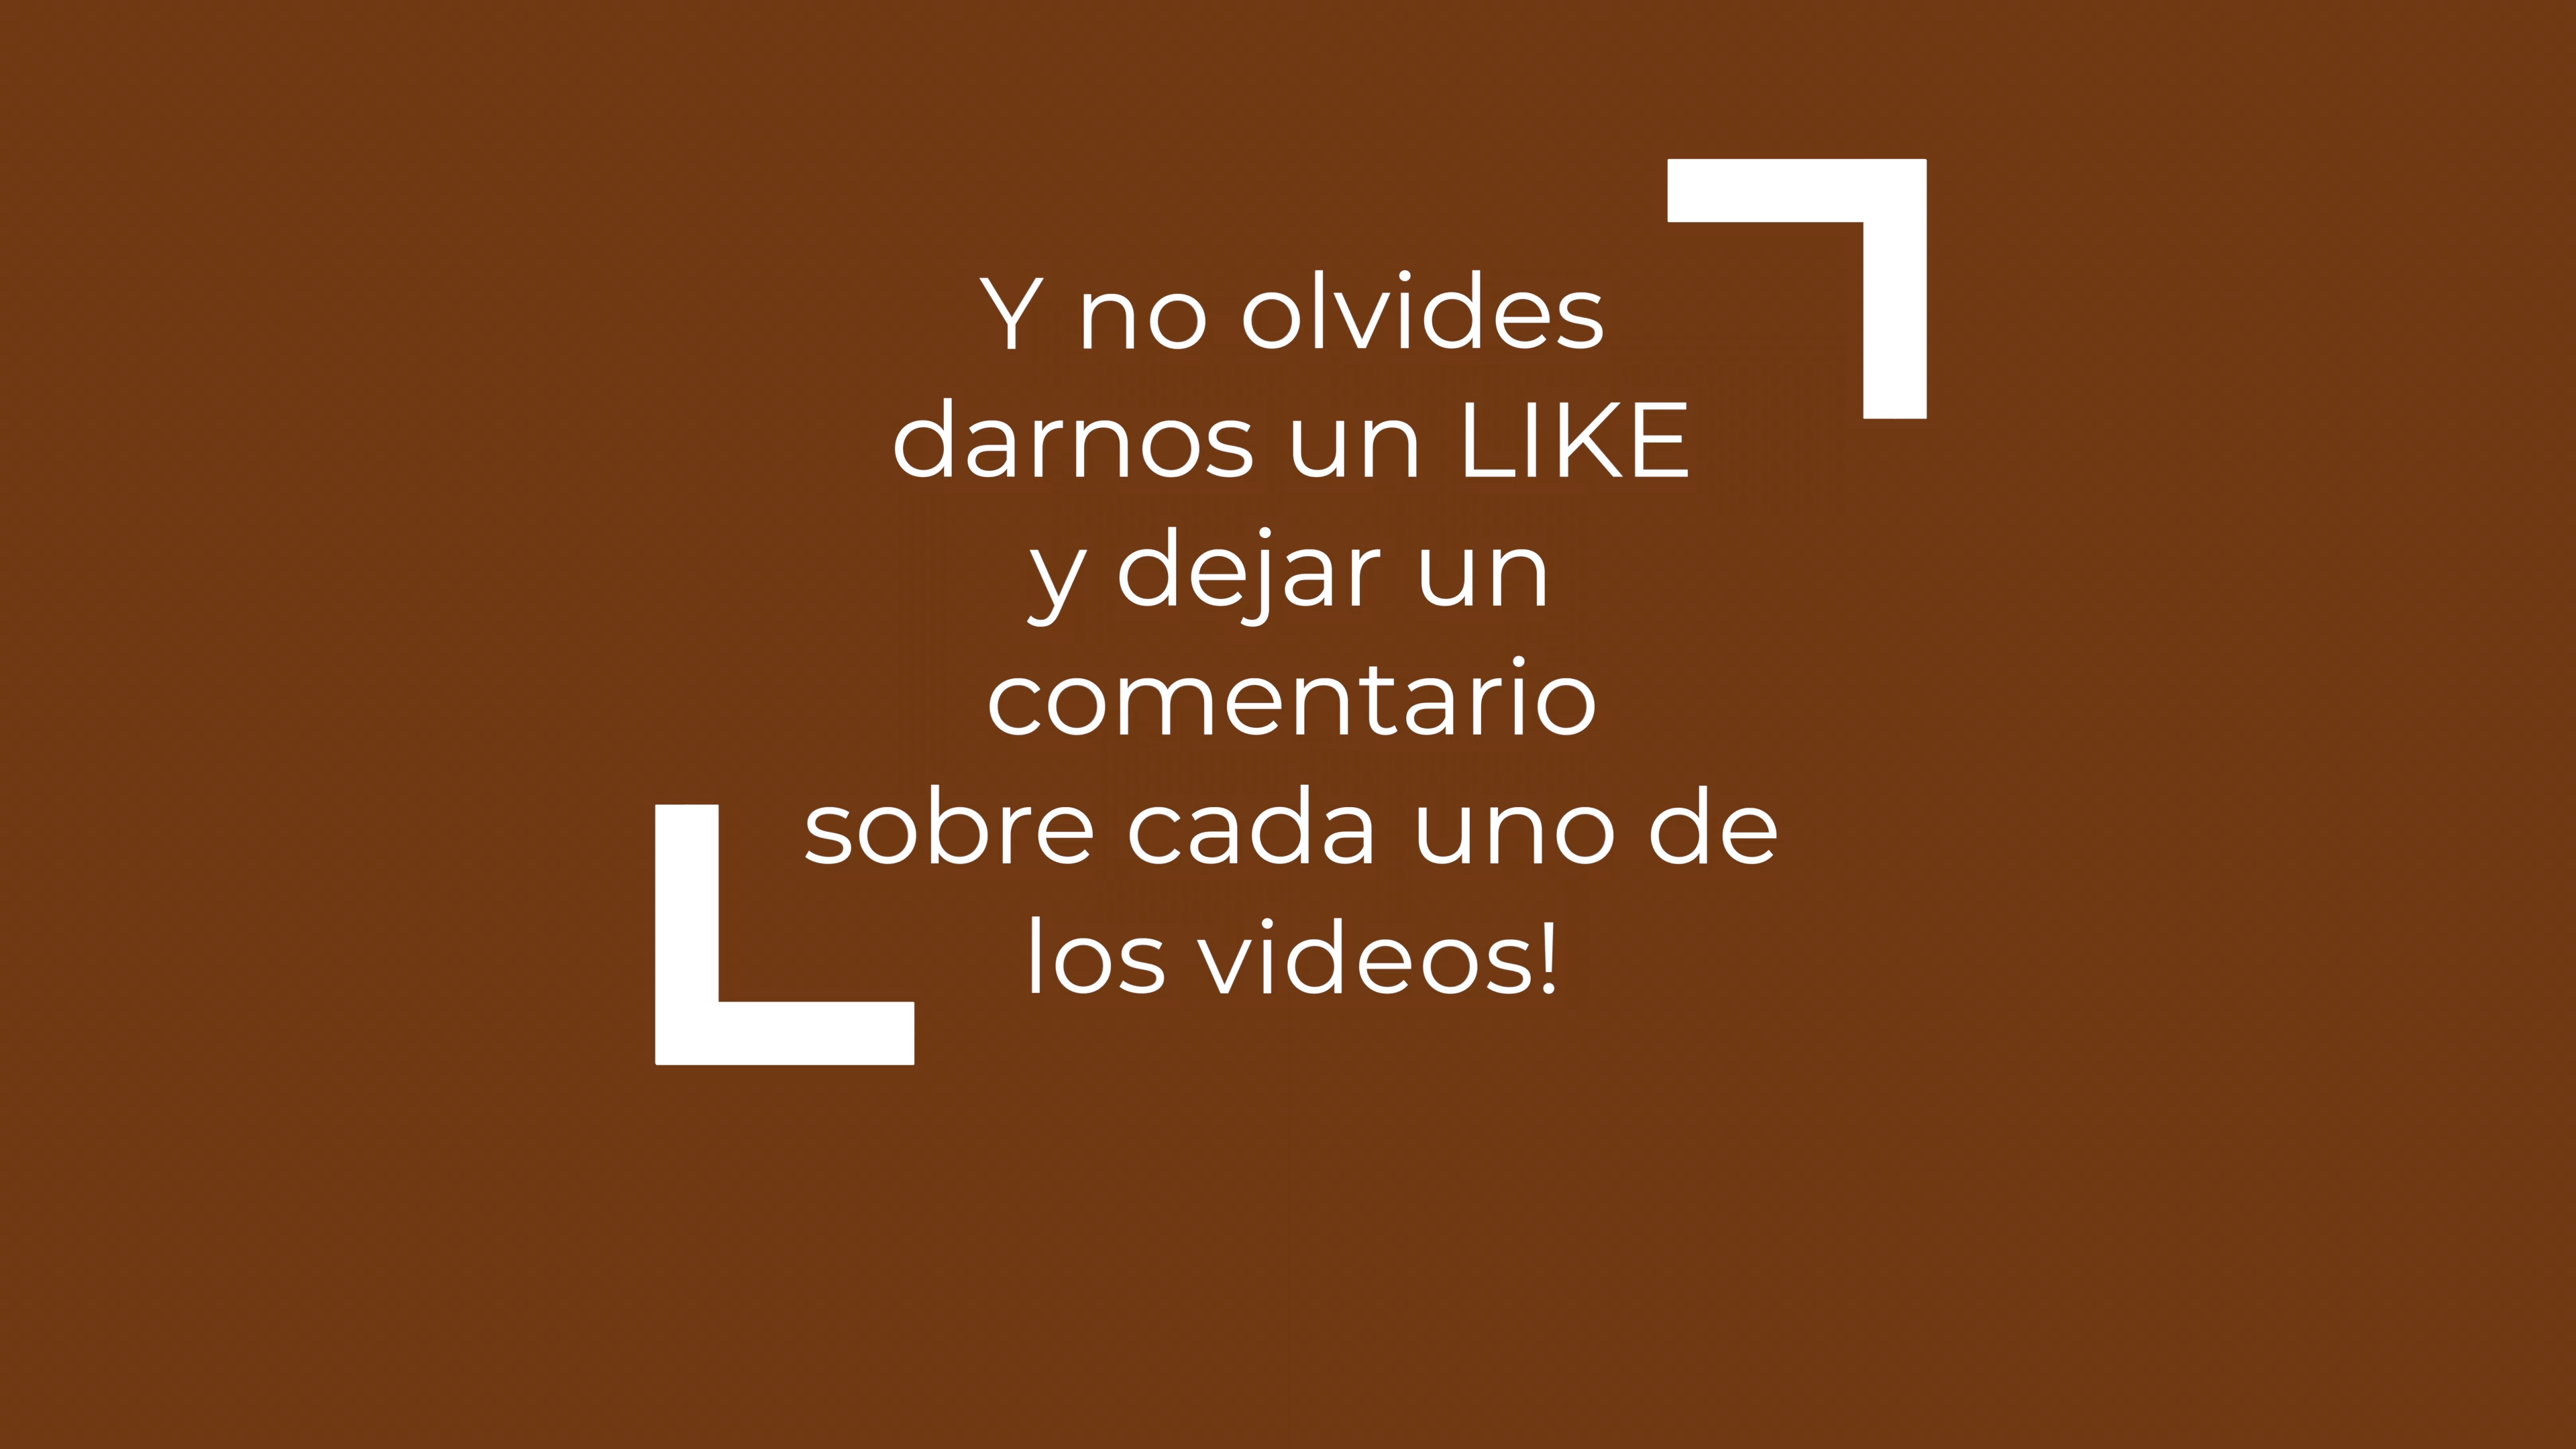 Y no olvides
darnos un LIKE
y dejar un
comentario
sobre cada uno de
los videos!